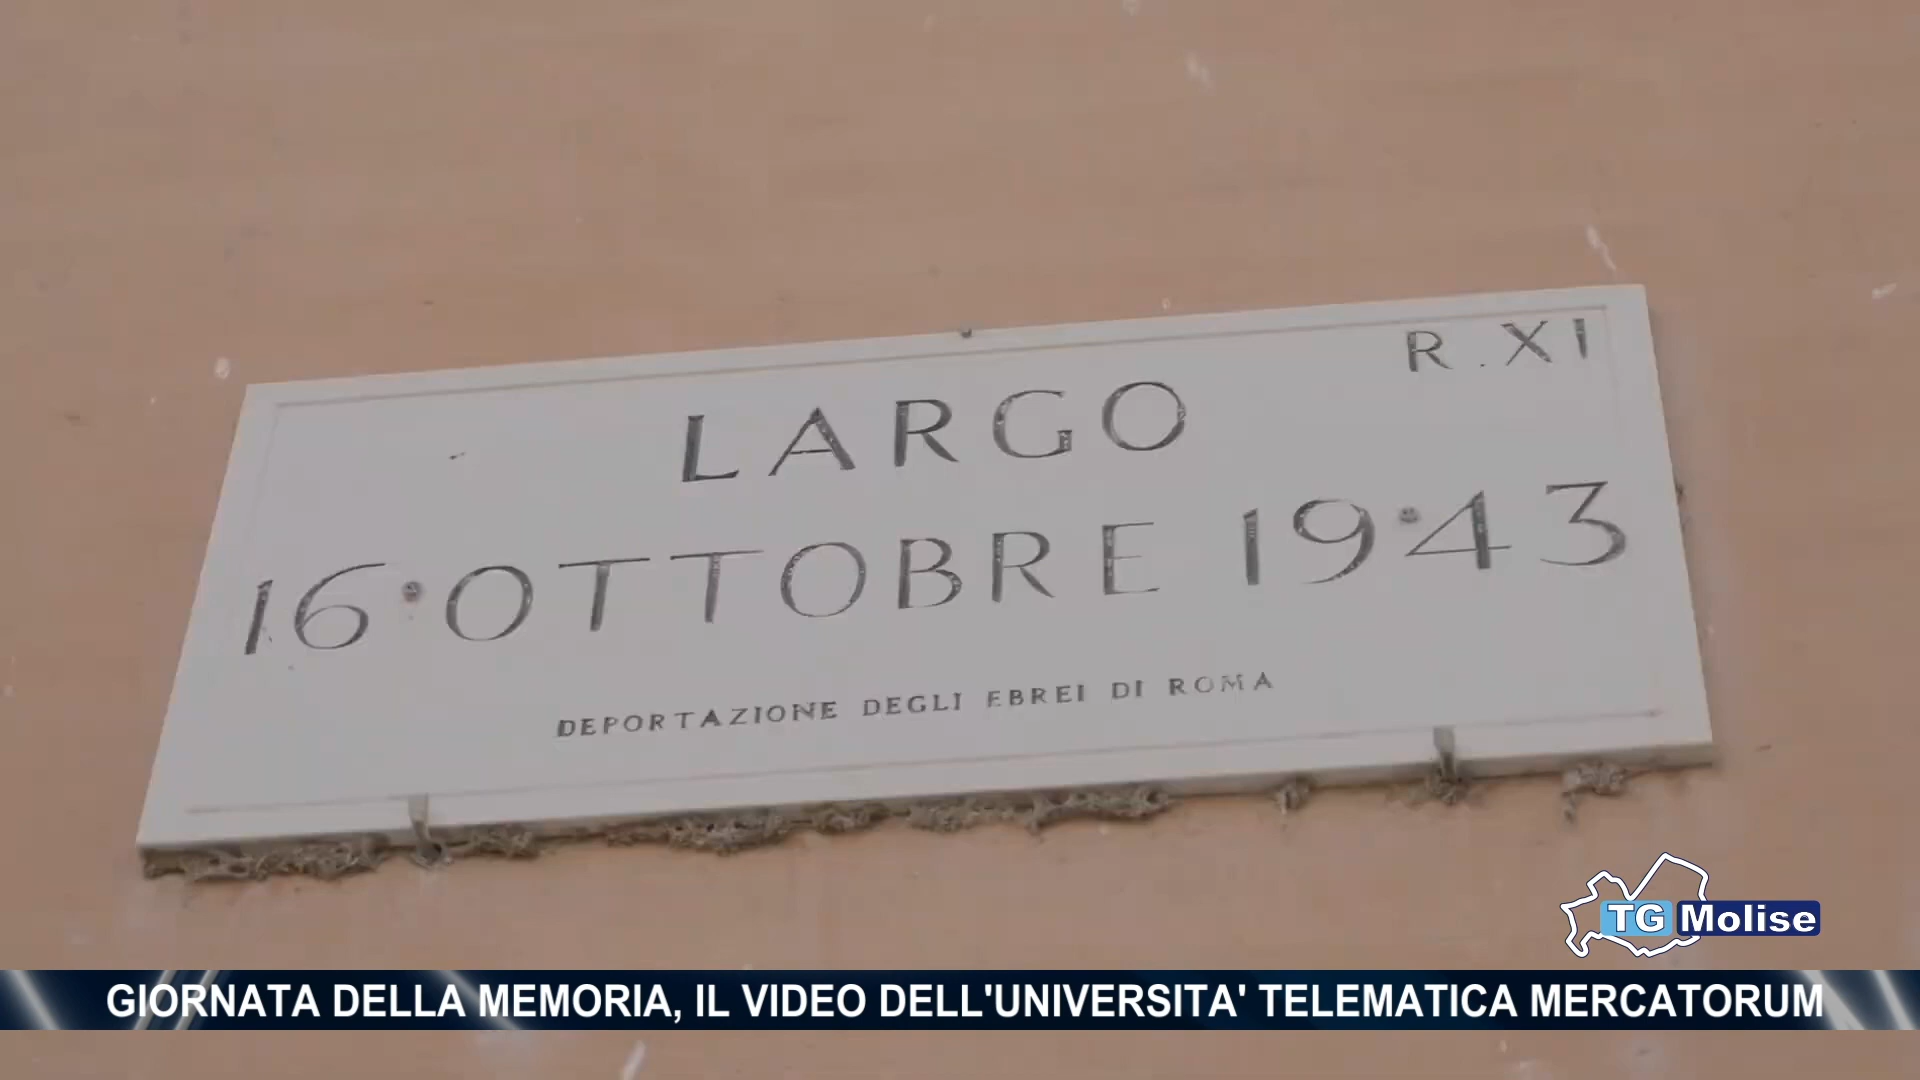 R. XI
LARGO
16 OTTOBRE 1943
DEPORTAZIONE DEGLI EBREI DI ROMA
TG Molise
GIORNATA DELLA MEMORIA, IL VIDEO DELL'UNIVERSITA' TELEMATICA MERCATORUM